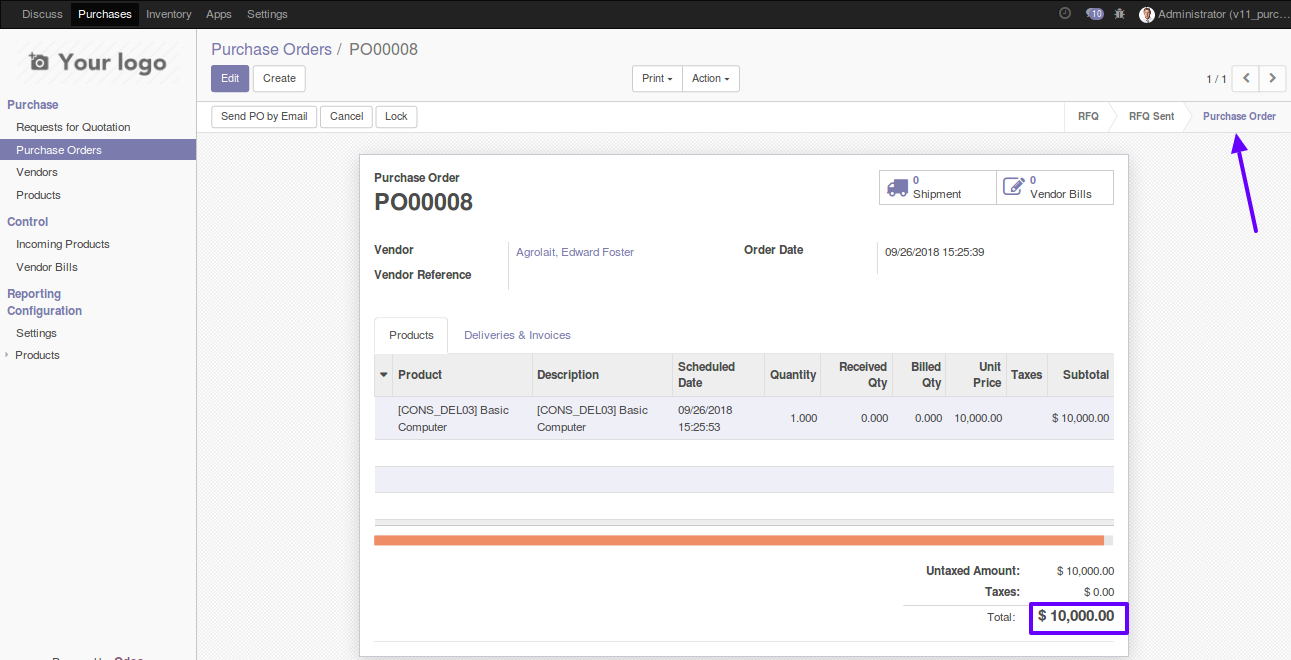 Discuss Purchases Inventory Apps Settings
10 Administrator (v11_purc...
Your logo
Purchase Orders / PO00008
Edit Create
Print Action
1 / 1
Send PO by Email Cancel Lock
RFQ RFQ Sent Purchase Order
Purchase
Requests for Quotation
Purchase Orders
Vendors
Products
Control
Incoming Products
Vendor Bills
Reporting
Configuration
Settings
Products
Purchase Order
PO00008
0
Shipment
0
Vendor Bills
Vendor Agrolait, Edward Foster
Order Date 09/26/2018 15:25:39
Vendor Reference
Products Deliveries & Invoices
Product Description Scheduled Date Quantity Received Qty Billed Qty Unit Price Taxes Subtotal
[CONS_DEL03] Basic Computer [CONS_DEL03] Basic Computer 09/26/2018 15:25:53 1.000 0.000 0.000 10,000.00 $ 10,000.00
Untaxed Amount: $ 10,000.00
Taxes: $ 0.00
Total: $ 10,000.00